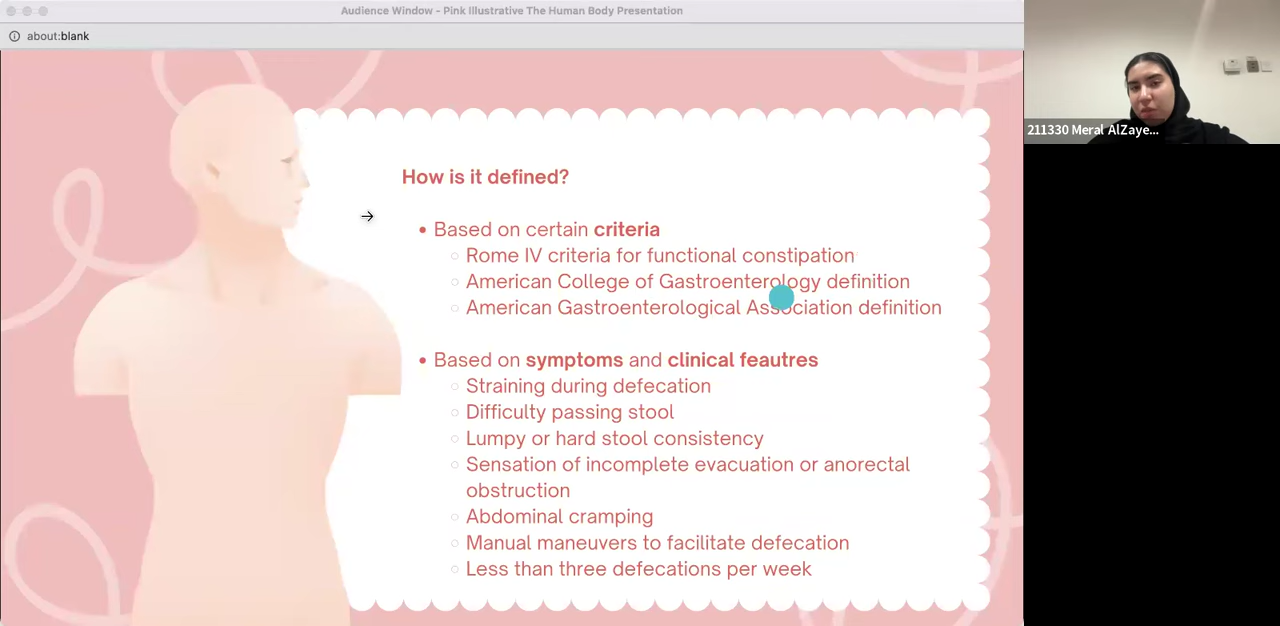 Audience Window - Pink Illustrative The Human Body Presentation
about:blank
211330 Meral AlZaye...
How is it defined?
• Based on certain criteria
○ Rome IV criteria for functional constipation
○ American College of Gastroenterology definition
○ American Gastroenterological Association definition
• Based on symptoms and clinical feautres
○ Straining during defecation
○ Difficulty passing stool
○ Lumpy or hard stool consistency
○ Sensation of incomplete evacuation or anorectal
obstruction
○ Abdominal cramping
○ Manual maneuvers to facilitate defecation
○ Less than three defecations per week